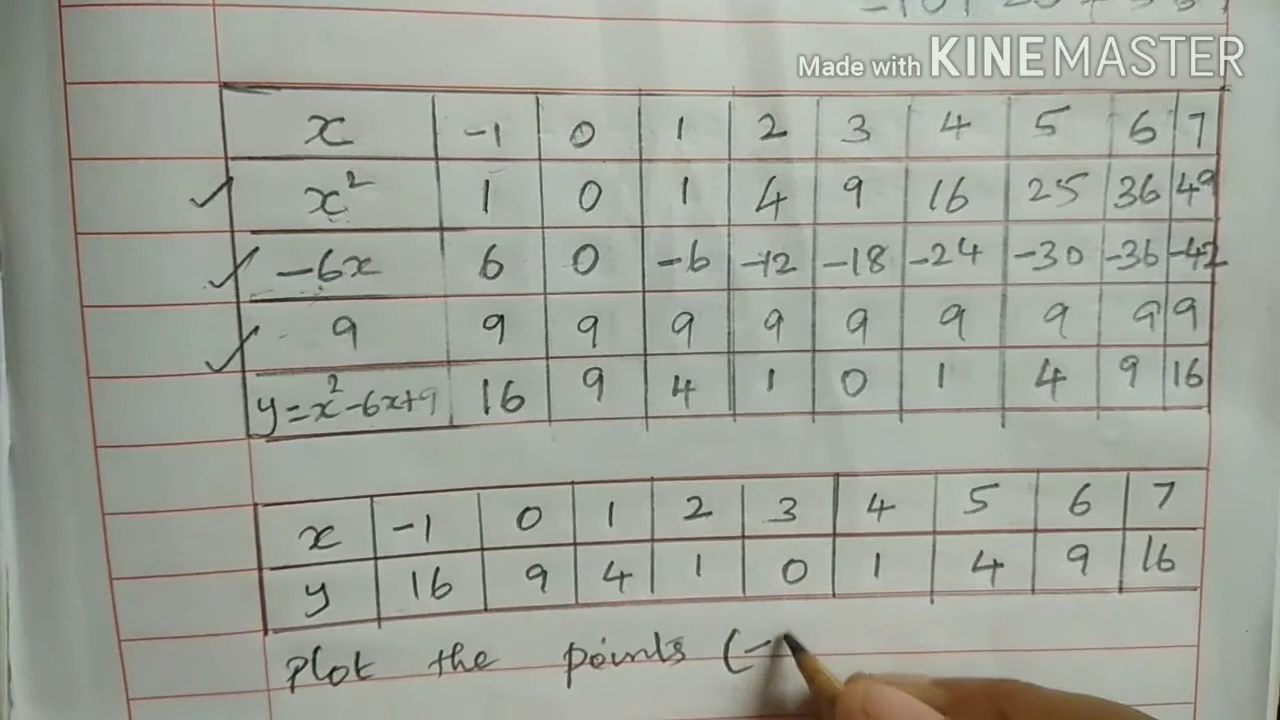 Made with KINEMASTER
x -1 0 1 2 3 4 5 6 7
x² 1 0 1 4 9 16 25 36 49
-6x 6 0 -6 -12 -18 -24 -30 -36 -42
9 9 9 9 9 9 9 9 9 9
y=x²-6x+9 16 9 4 1 0 1 4 9 16
x -1 0 1 2 3 4 5 6 7
y 16 9 4 1 0 1 4 9 16
Plot the points (-